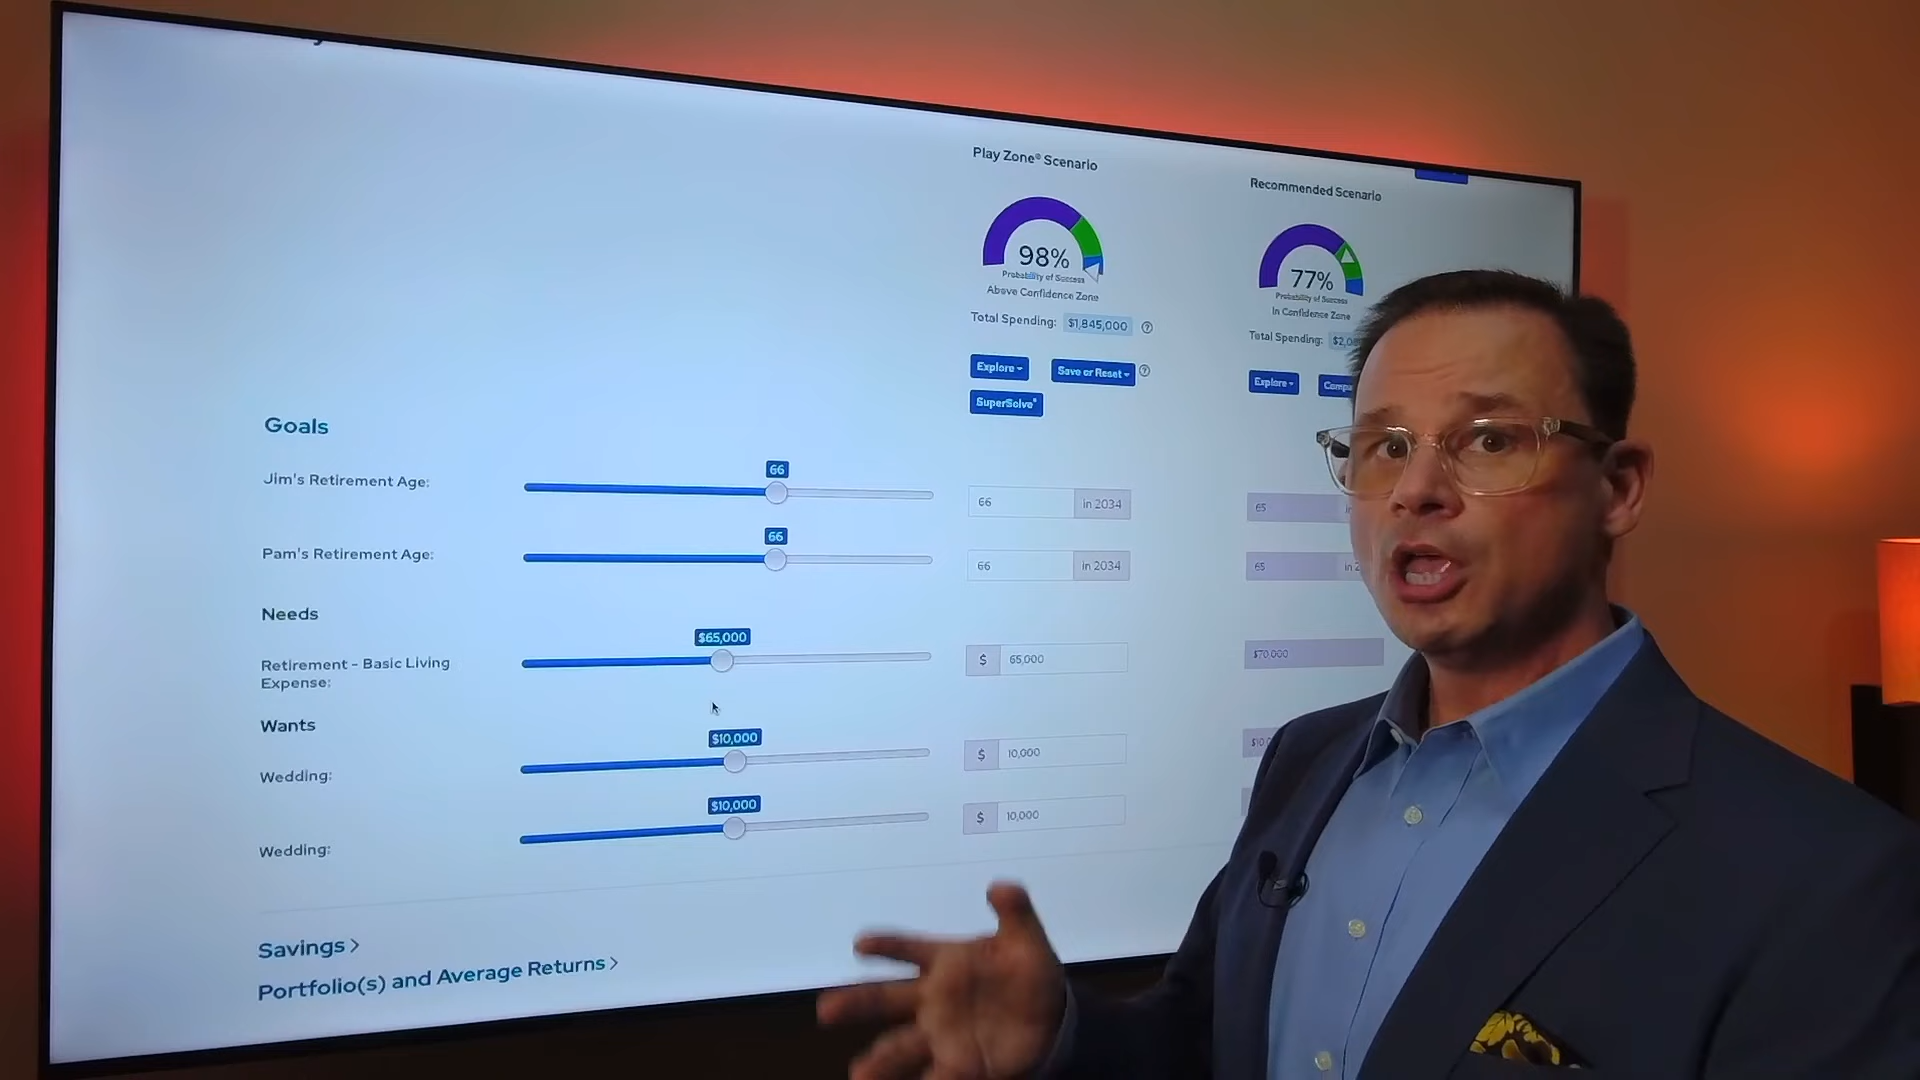 Play Zone® Scenario
Recommended Scenario
98%
Probability of Success
Above Confidence Zone
77%
Probability of Success
In Confidence Zone
Total Spending: $1,845,000 ?
Total Spending:
Explore
Save or Reset ?
Explore
SuperSolve®
Goals
Jim's Retirement Age:
66
66 in 2034
65
Pam's Retirement Age:
66
66 in 2034
65
Needs
Retirement - Basic Living
Expense:
$65,000
$ 65,000
$70,000
Wants
Wedding:
$10,000
$ 10,000
Wedding:
$10,000
$ 10,000
Savings >
Portfolio(s) and Average Returns >